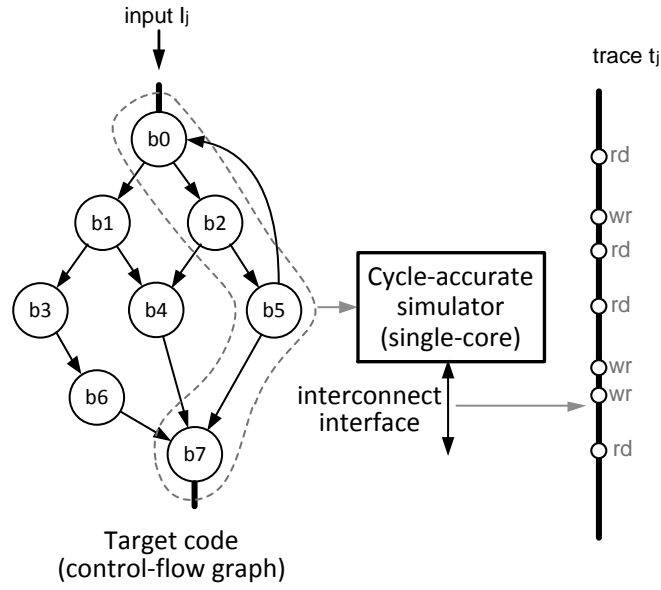 input Ij
trace tj
b0
b1
b2
b3
b4
b5
b6
b7
Cycle-accurate
simulator
(single-core)
interconnect
interface
rd
wr
rd
rd
wr
wr
rd
Target code
(control-flow graph)